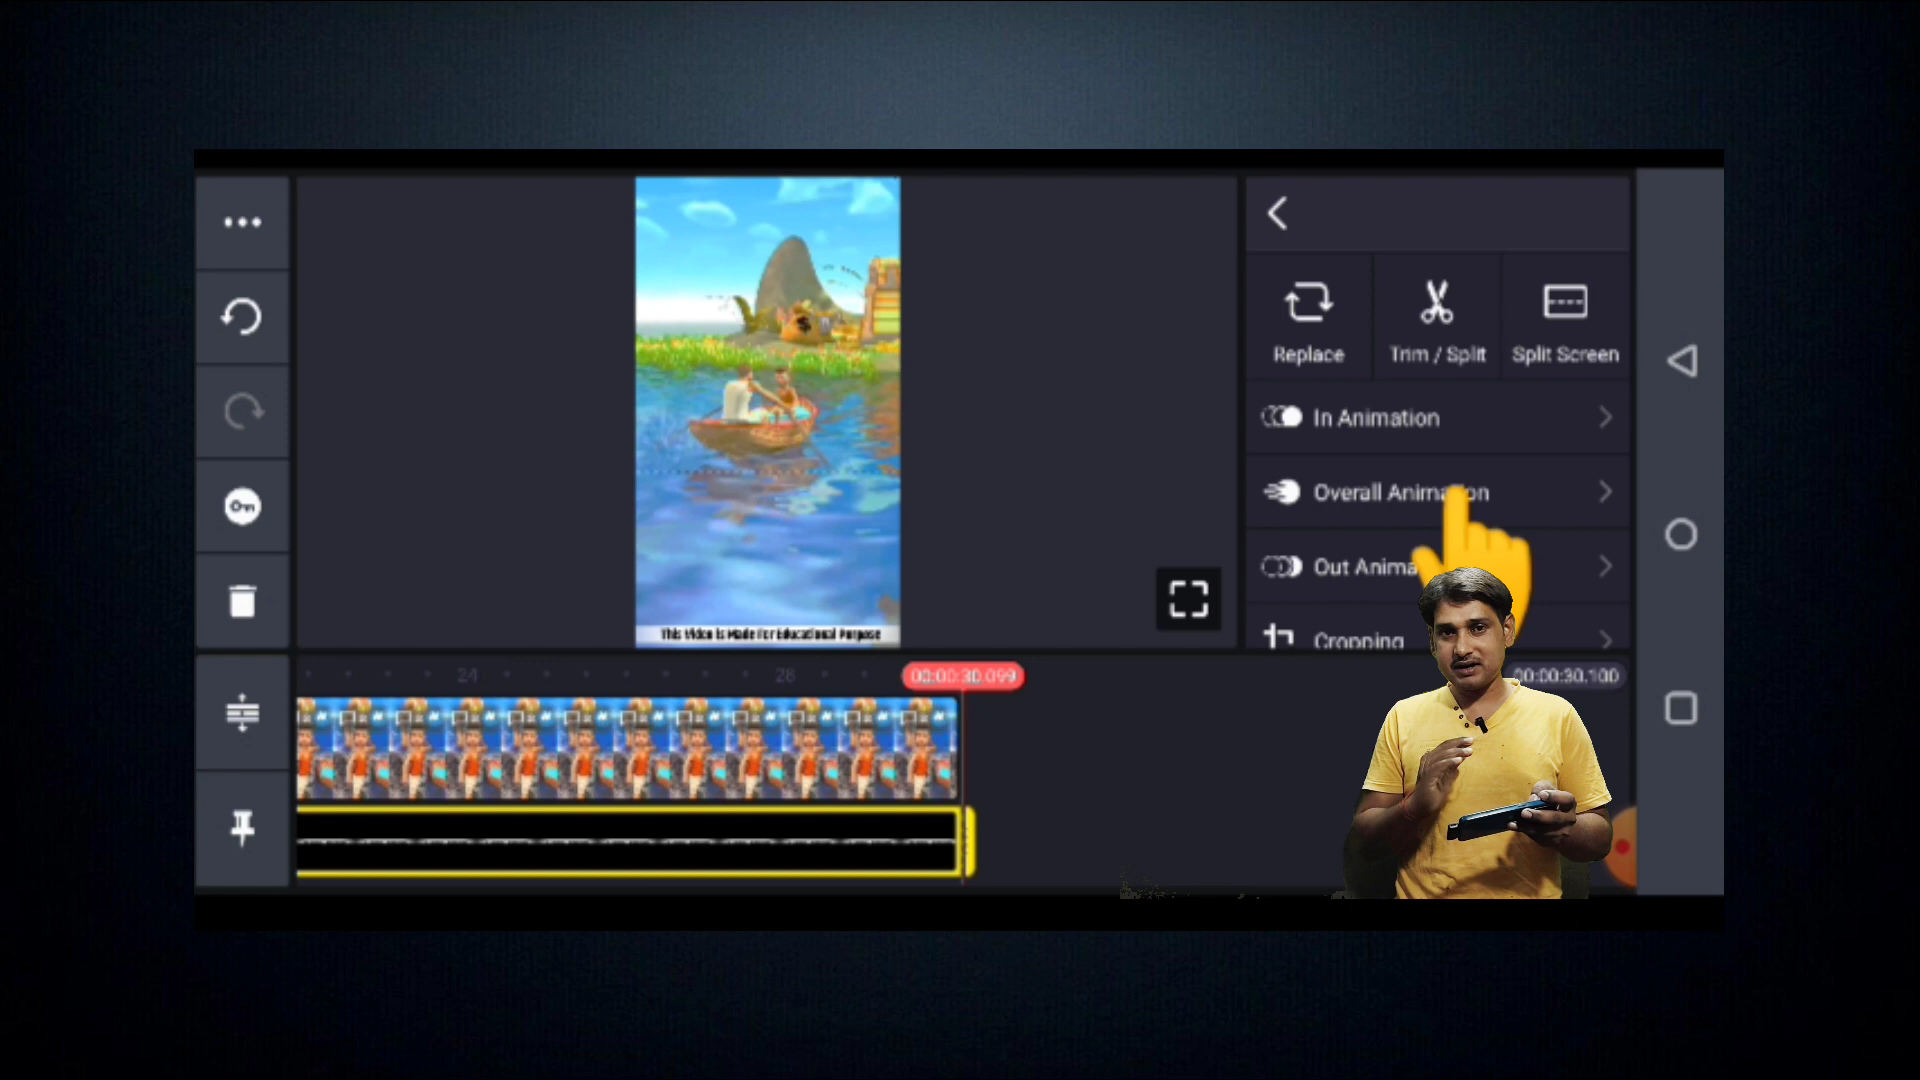 Replace
Trim / Split
Split Screen
In Animation
Overall Animation
Out Anima
Cropping
This Video is Made For Educational Purpose
24
28
00:00:30.099
00:00:30.100